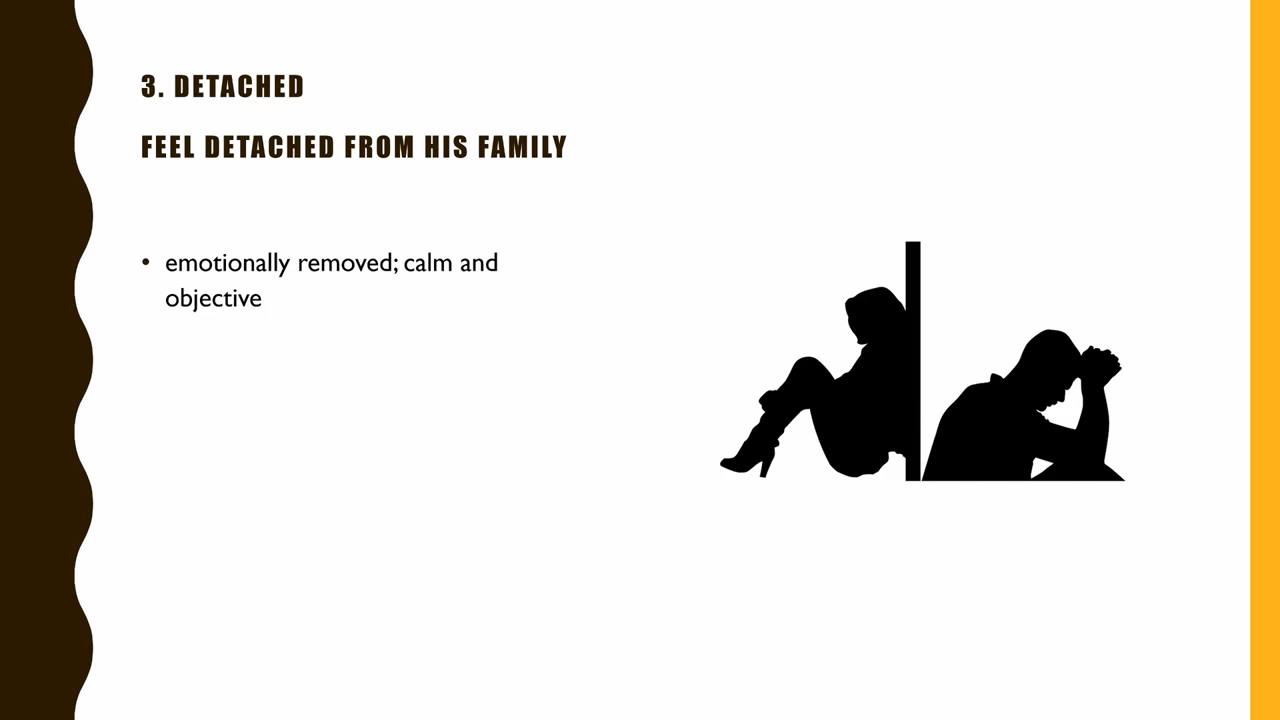 3. DETACHED
FEEL DETACHED FROM HIS FAMILY
• emotionally removed; calm and
objective